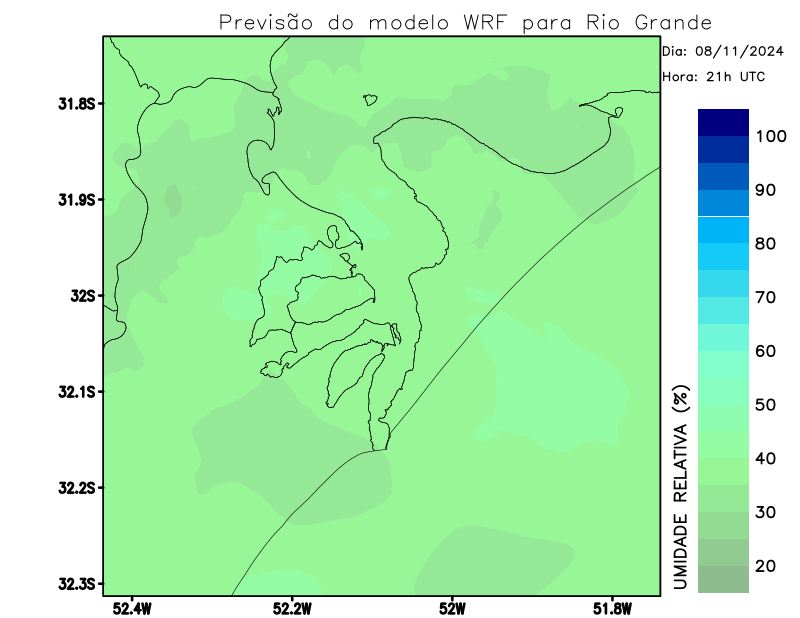 Previsão do modelo WRF para Rio Grande
Dia: 08/11/2024
Hora: 21h UTC
31.8S
31.9S
32S
32.1S
32.2S
32.3S
52.4W
52.2W
52W
51.8W
100
90
80
70
60
50
40
30
20
UMIDADE RELATIVA (%)